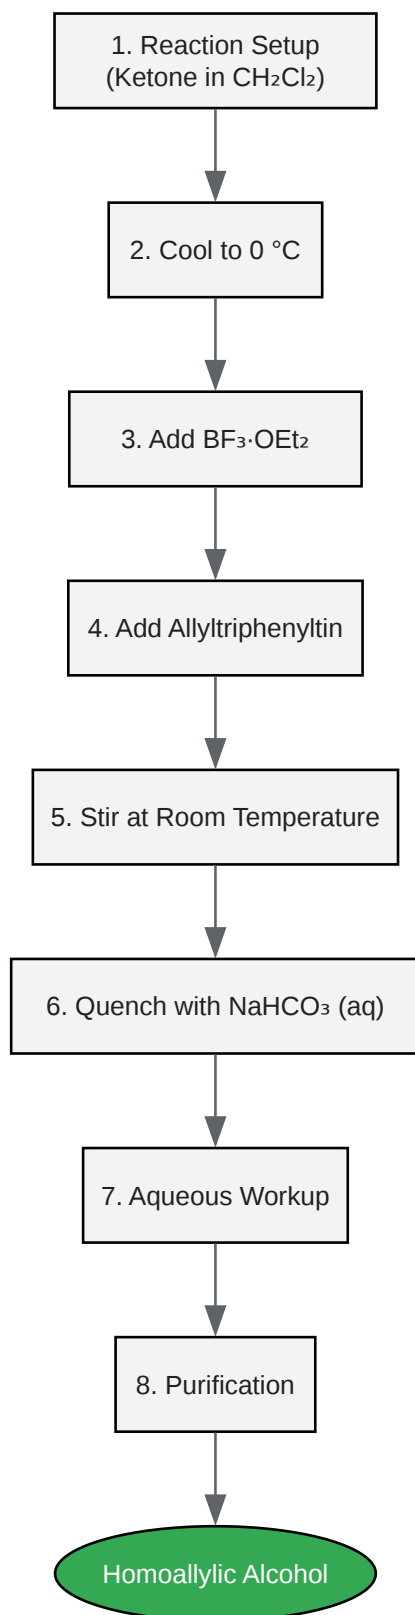 1. Reaction Setup
(Ketone in CH₂Cl₂)
2. Cool to 0 °C
3. Add BF₃·OEt₂
4. Add Allyltriphenyltin
5. Stir at Room Temperature
6. Quench with NaHCO₃ (aq)
7. Aqueous Workup
8. Purification
Homoallylic Alcohol